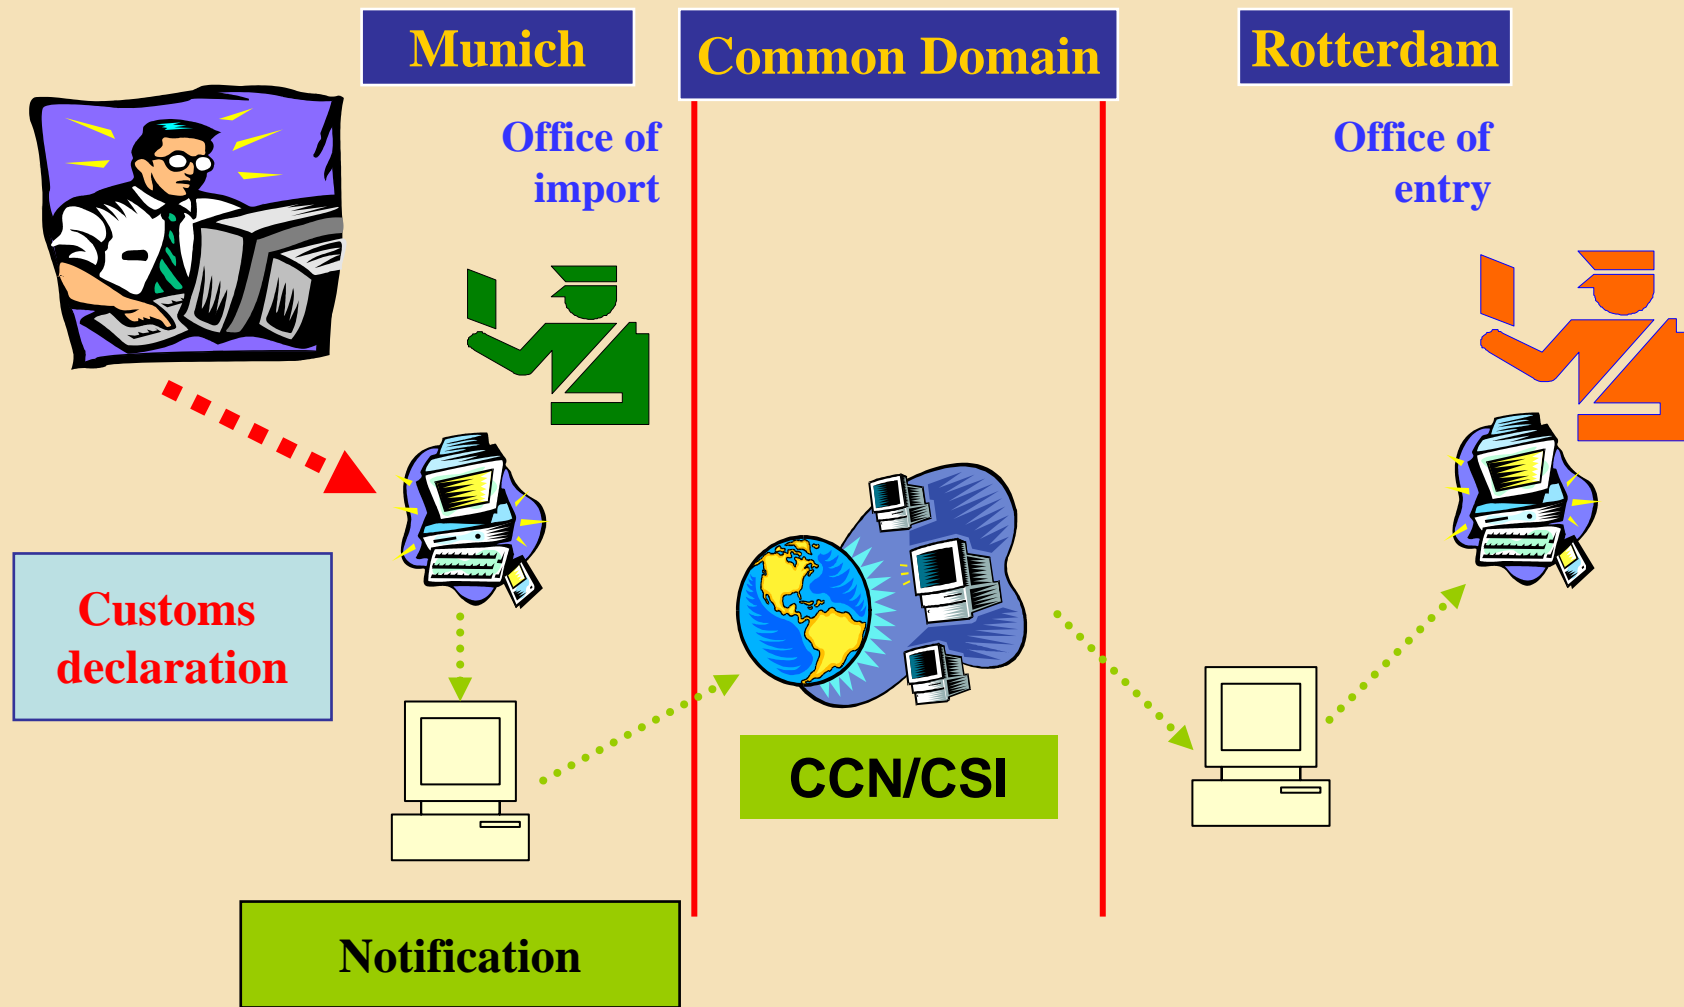 Munich
Common Domain
Rotterdam
Office of
import
Office of
entry
Customs
declaration
CCN/CSI
Notification